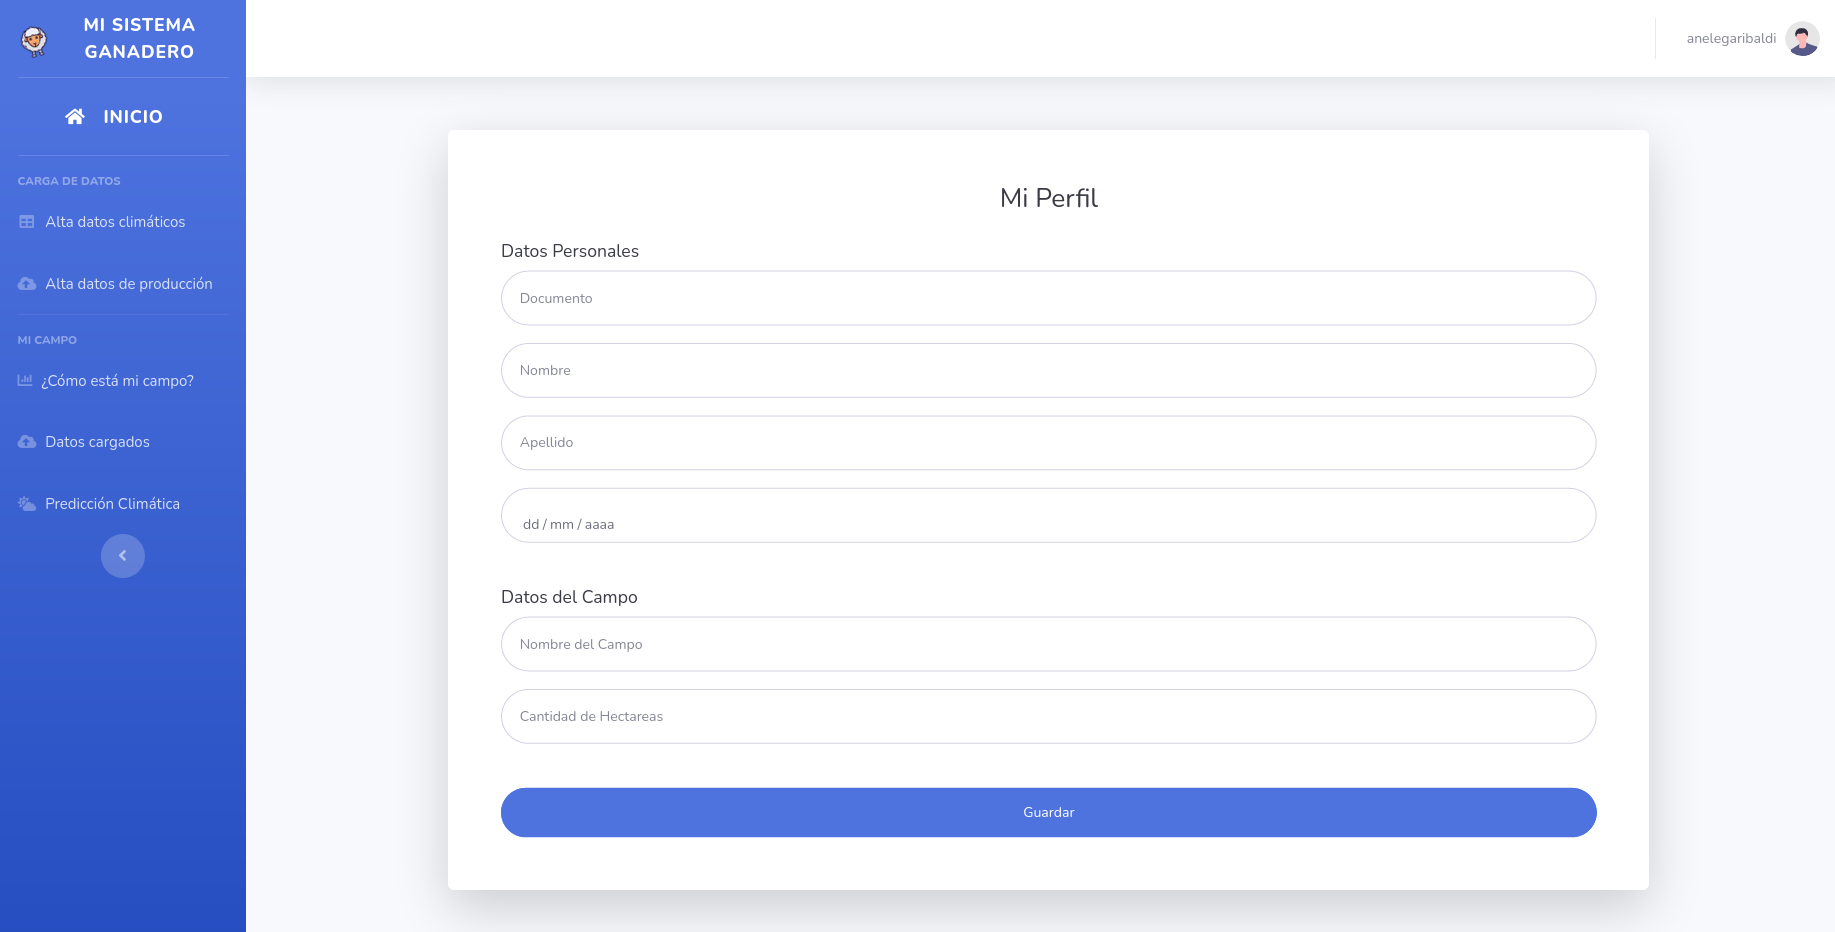 MI SISTEMA
GANADERO
INICIO
CARGA DE DATOS
Alta datos climáticos
Alta datos de producción
MI CAMPO
¿Cómo está mi campo?
Datos cargados
Predicción Climática
anelegaribaldi
Mi Perfil
Datos Personales
Documento
Nombre
Apellido
dd / mm / aaaa
Datos del Campo
Nombre del Campo
Cantidad de Hectareas
Guardar